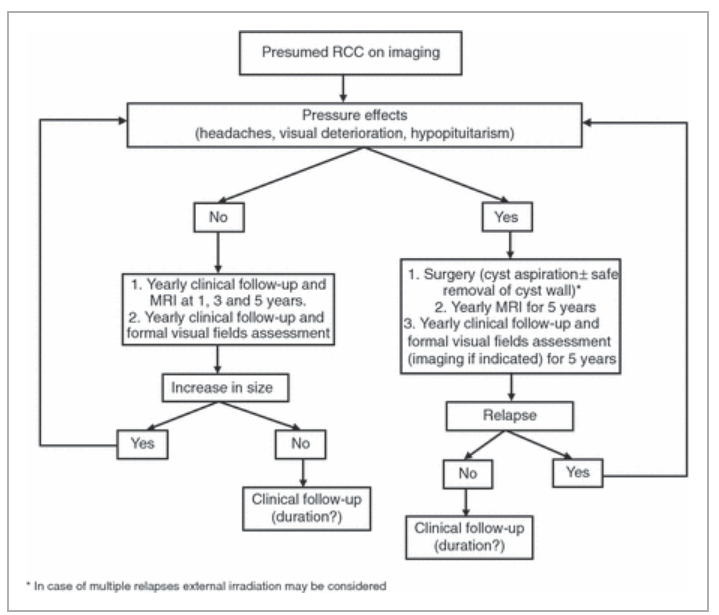 Presumed RCC on imaging
Pressure effects
(headaches, visual deterioration, hypopituitarism)
No
Yes
1. Yearly clinical follow-up and
MRI at 1, 3 and 5 years.
2. Yearly clinical follow-up and
formal visual fields assessment
1. Surgery (cyst aspiration± safe
removal of cyst wall)*
2. Yearly MRI for 5 years
3. Yearly clinical follow-up and
formal visual fields assessment
(imaging if indicated) for 5 years
Increase in size
Relapse
Yes
No
No
Yes
Clinical follow-up
(duration?)
Clinical follow-up
(duration?)
* In case of multiple relapses external irradiation may be considered